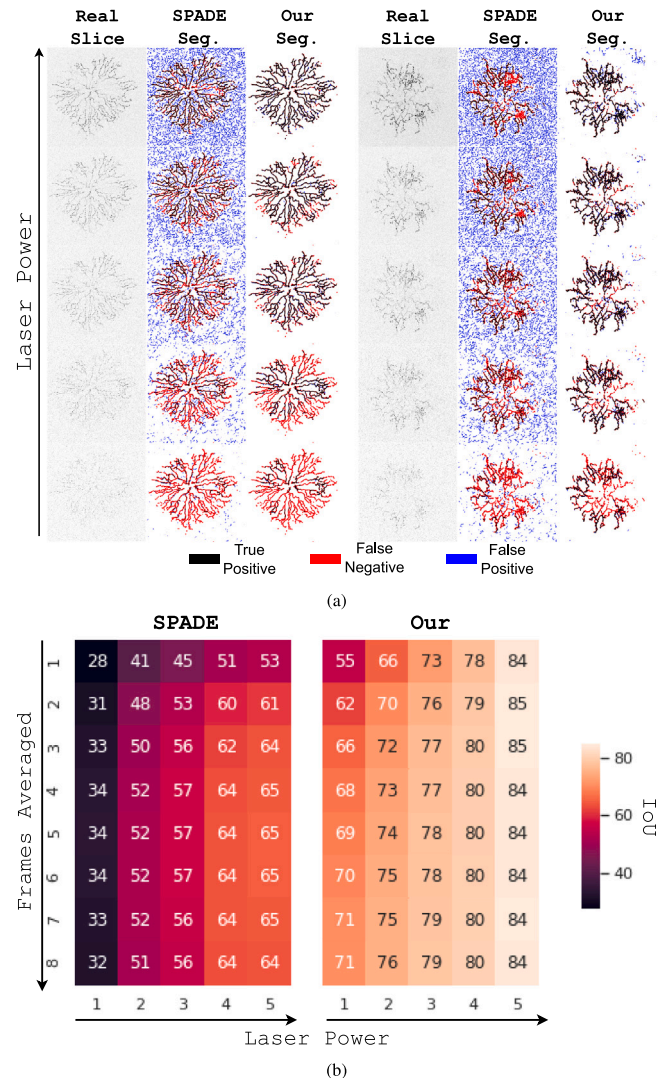 Real Slice SPADE Seg. Our Seg. Real Slice SPADE Seg. Our Seg.
Laser Power
True Positive False Negative False Positive
(a)
SPADE Our
Frames Averaged
1 28 41 45 51 53 55 66 73 78 84
2 31 48 53 60 61 62 70 76 79 85
3 33 50 56 62 64 66 72 77 80 85
4 34 52 57 64 65 68 73 77 80 84
5 34 52 57 64 65 69 74 78 80 84
6 34 52 57 64 65 70 75 78 80 84
7 33 52 56 64 65 71 75 79 80 84
8 32 51 56 64 64 71 76 79 80 84
1 2 3 4 5 1 2 3 4 5
Laser Power
80
60
40
IoU
(b)